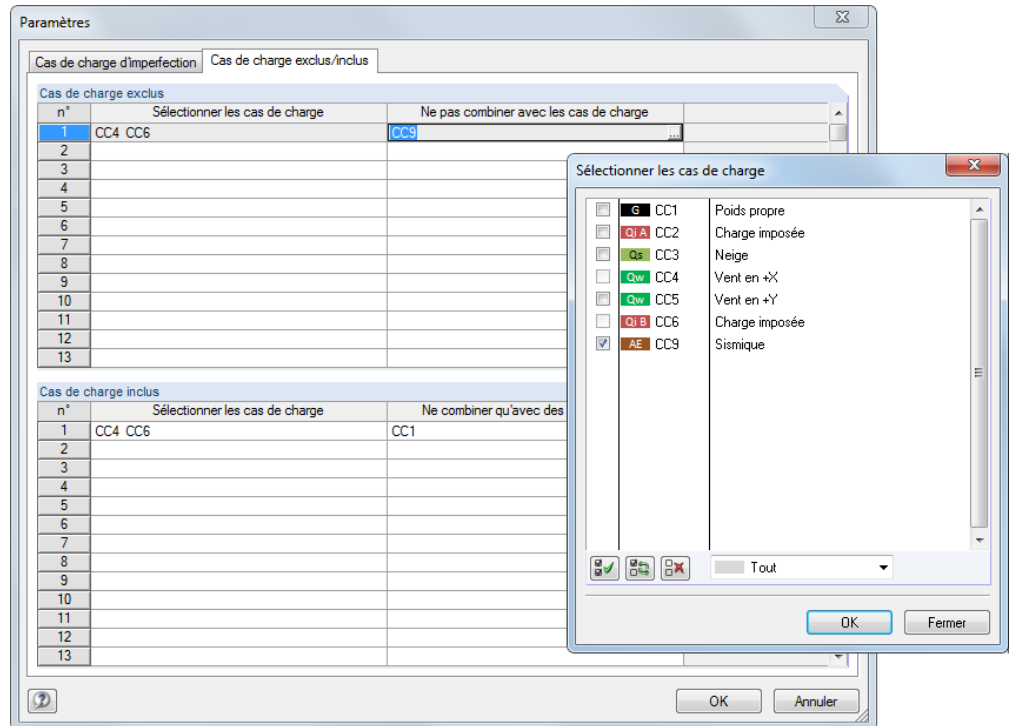 Paramètres
Cas de charge d'imperfection Cas de charge exclus/inclus
Cas de charge exclus
n° Sélectionner les cas de charge Ne pas combiner avec les cas de charge
1 CC4 CC6 CC9 ...
2
3
4
5
6
7
8
9
10
11
12
13
Cas de charge inclus
n° Sélectionner les cas de charge Ne combiner qu'avec des
1 CC4 CC6 CC1
2
3
4
5
6
7
8
9
10
11
12
13
OK Annuler
Sélectionner les cas de charge
G CC1 Poids propre
Qi A CC2 Charge imposée
Qs CC3 Neige
Qw CC4 Vent en +X
Qw CC5 Vent en +Y
Qi B CC6 Charge imposée
AE CC9 Sismique
Tout
OK Fermer